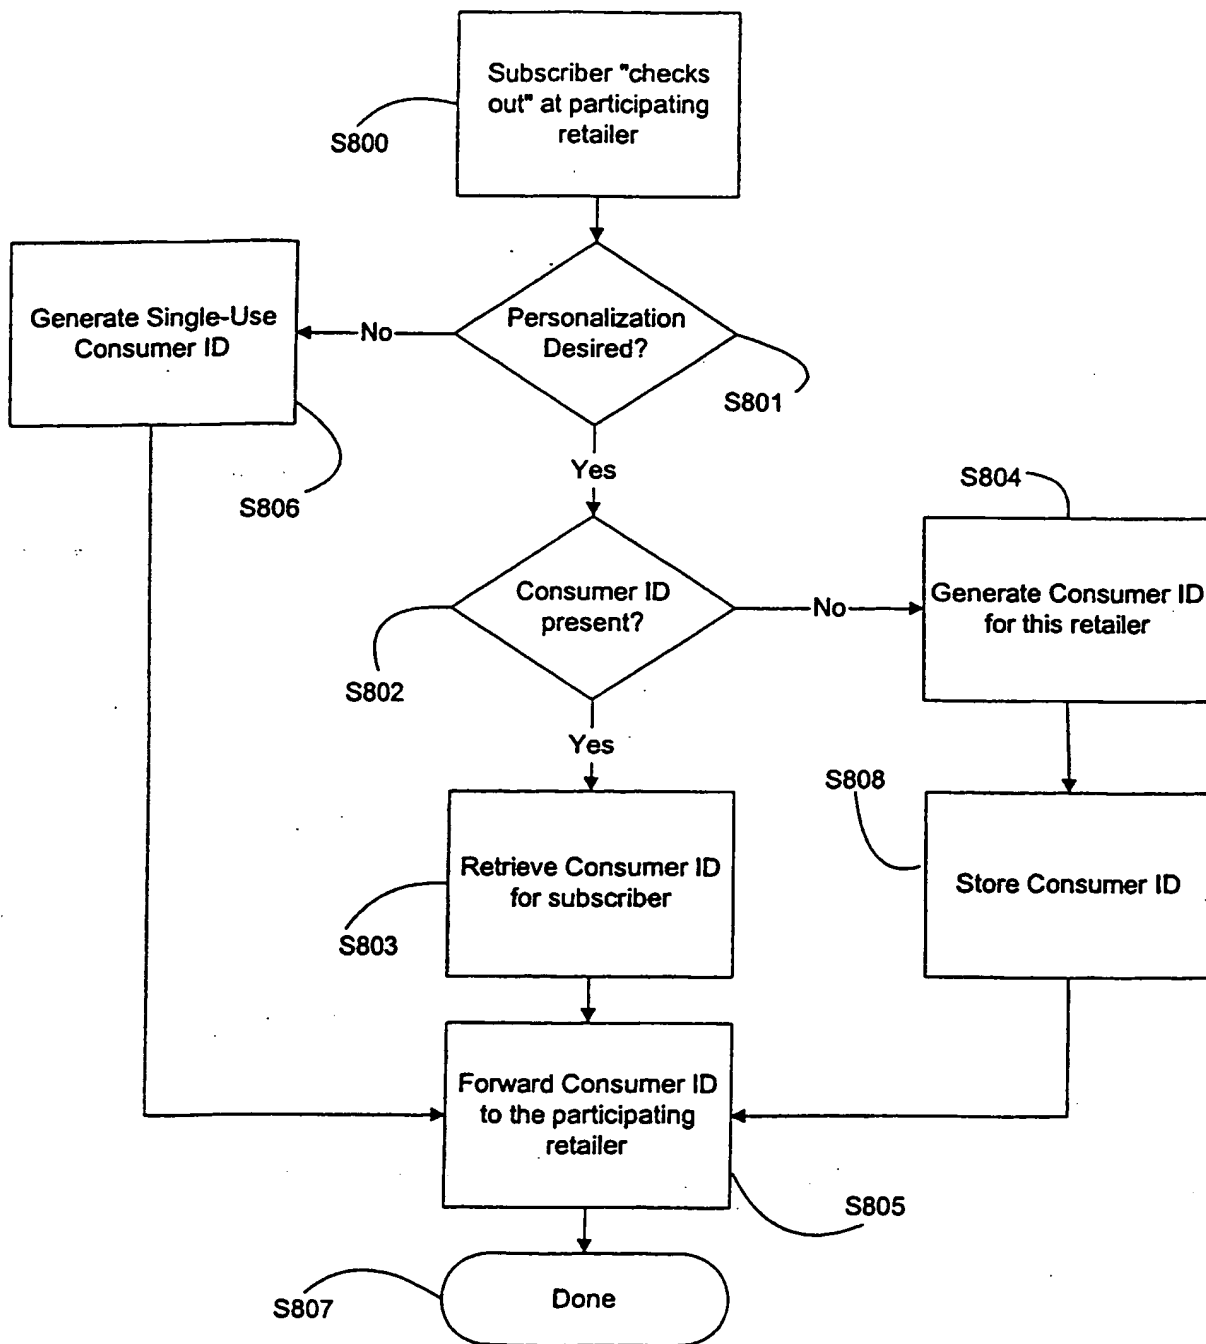 Subscriber "checks
out" at participating
retailer
S800
Generate Single-Use
Consumer ID
No
Personalization
Desired?
S801
Yes
S806
S804
Consumer ID
present?
No
Generate Consumer ID
for this retailer
S802
Yes
S808
Retrieve Consumer ID
for subscriber
Store Consumer ID
S803
Forward Consumer ID
to the participating
retailer
S805
Done
S807